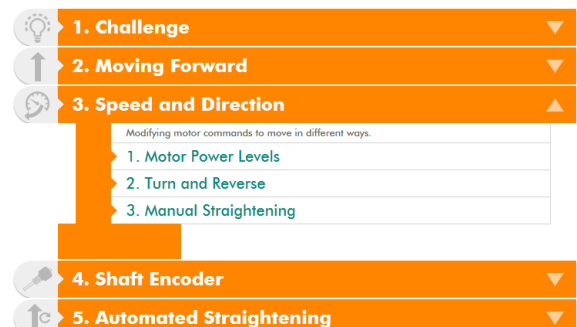 1. Challenge
2. Moving Forward
3. Speed and Direction
Modifying motor commands to move in different ways.
1. Motor Power Levels
2. Turn and Reverse
3. Manual Straightening
4. Shaft Encoder
5. Automated Straightening